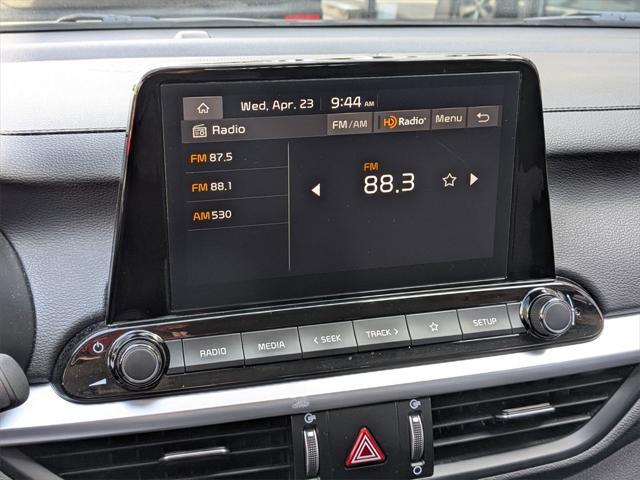 Wed, Apr. 23 9:44 AM
Radio FM/AM HD Radio Menu
FM 87.5
FM 88.1
AM 530
FM
88.3
RADIO MEDIA < SEEK TRACK > SETUP